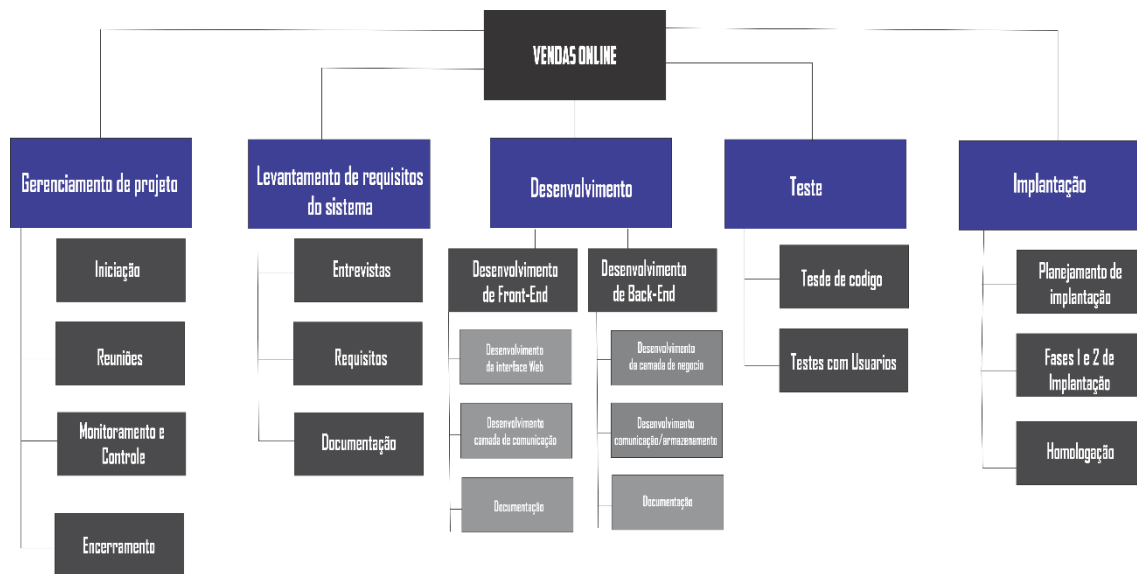 VENDAS ONLINE
Gerenciamento de projeto
Iniciação
Reuniões
Monitoramento e
Controle
Encerramento
Levantamento de requisitos
do sistema
Entrevistas
Requisitos
Documentação
Desenvolvimento
Desenvolvimento
de Front-End
Desenvolvimento
da interface Web
Desenvolvimento
camada de comunicação
Documentação
Desenvolvimento
de Back-End
Desenvolvimento
da camada de negocio
Desenvolvimento
comunicação/armazenamento
Documentação
Teste
Tesde de codigo
Testes com Usuarios
Implantação
Planejamento de
implantação
Fases 1 e 2 de
Implantação
Homologação